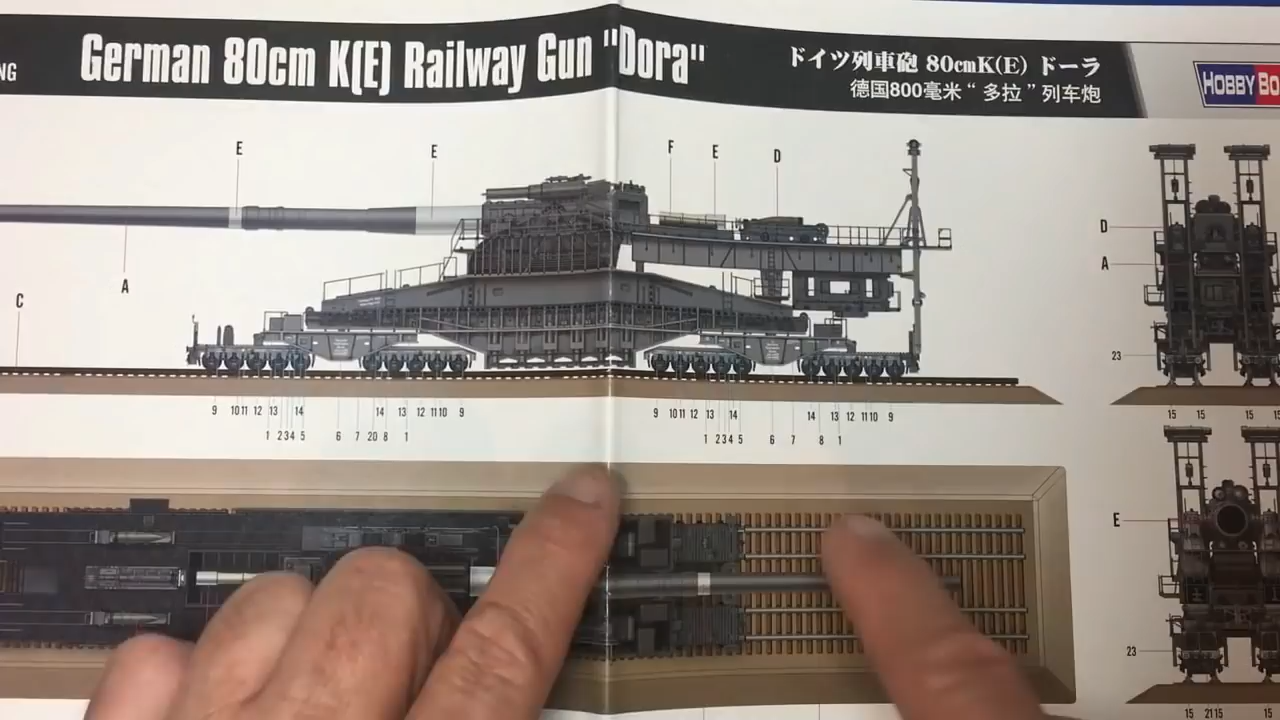 NG
German 80cm K(E) Railway Gun "Dora"
ドイツ列車砲 80cmK(E) ドーラ
德国800毫米“多拉”列车炮
HOBBY BO
E E F E D
C A
D
A
23
9 10 11 12 13 14 14 13 12 11 10 9 9 10 11 12 13 14 14 13 12 11 10 9
1 2 3 4 5 6 7 20 8 1 1 2 3 4 5 6 7 8 1
15 15 15 15
E
23
15 21 15 15